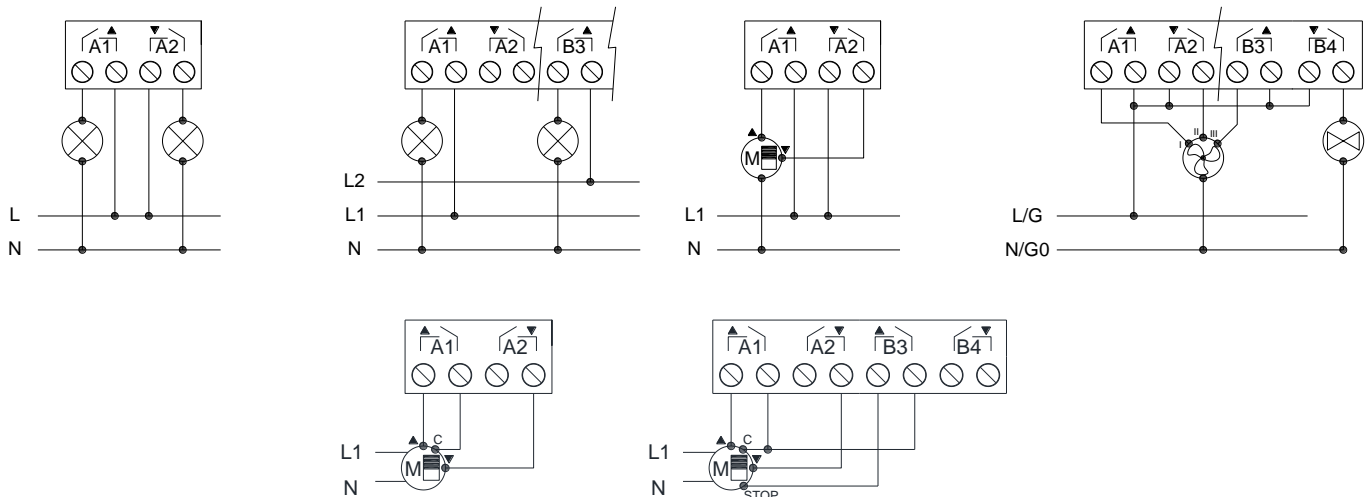 A1 A2
L
N
A1 A2 B3
L2
L1
N
A1 A2
M
L1
N
A1 A2 B3 B4
I II III
L/G
N/G0
A1 A2
C
L1
M
N
A1 A2 B3 B4
C
L1
M
N
STOP